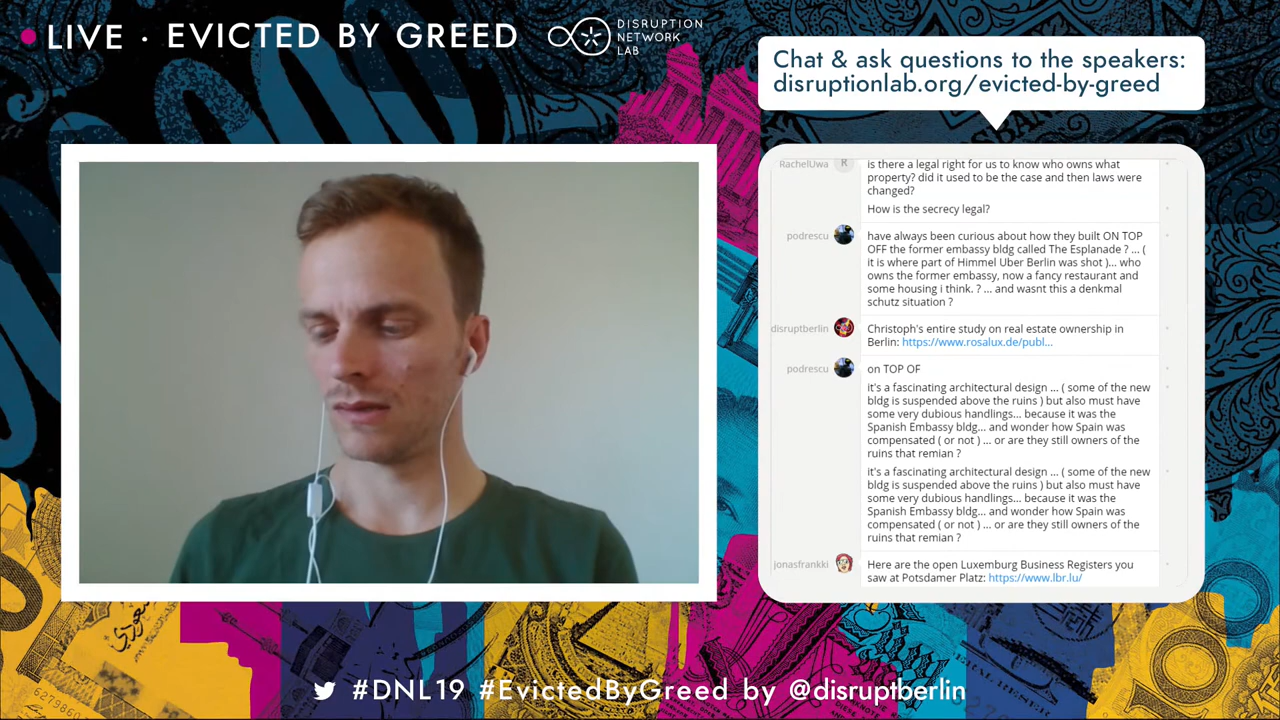 LIVE · EVICTED BY GREED
DISRUPTION
NETWORK
LAB
Chat & ask questions to the speakers:
disruptionlab.org/evicted-by-greed
RachelUwa R
is there a legal right for us to know who owns what
property? did it used to be the case and then laws were
changed?
How is the secrecy legal?
podrescu
have always been curious about how they built ON TOP
OFF the former embassy bldg called The Esplanade ? ... (
it is where part of Himmel Uber Berlin was shot )... who
owns the former embassy, now a fancy restaurant and
some housing i think. ? ... and wasnt this a denkmal
schutz situation ?
disruptberlin
Christoph's entire study on real estate ownership in
Berlin: https://www.rosalux.de/publ...
podrescu
on TOP OF
it's a fascinating architectural design ... ( some of the new
bldg is suspended above the ruins ) but also must have
some very dubious handlings... because it was the
Spanish Embassy bldg... and wonder how Spain was
compensated ( or not ) ... or are they still owners of the
ruins that remian ?
it's a fascinating architectural design ... ( some of the new
bldg is suspended above the ruins ) but also must have
some very dubious handlings... because it was the
Spanish Embassy bldg... and wonder how Spain was
compensated ( or not ) ... or are they still owners of the
ruins that remian ?
jonasfrankki
Here are the open Luxemburg Business Registers you
saw at Potsdamer Platz: https://www.lbr.lu/
#DNL19 #EvictedByGreed by @disruptberlin